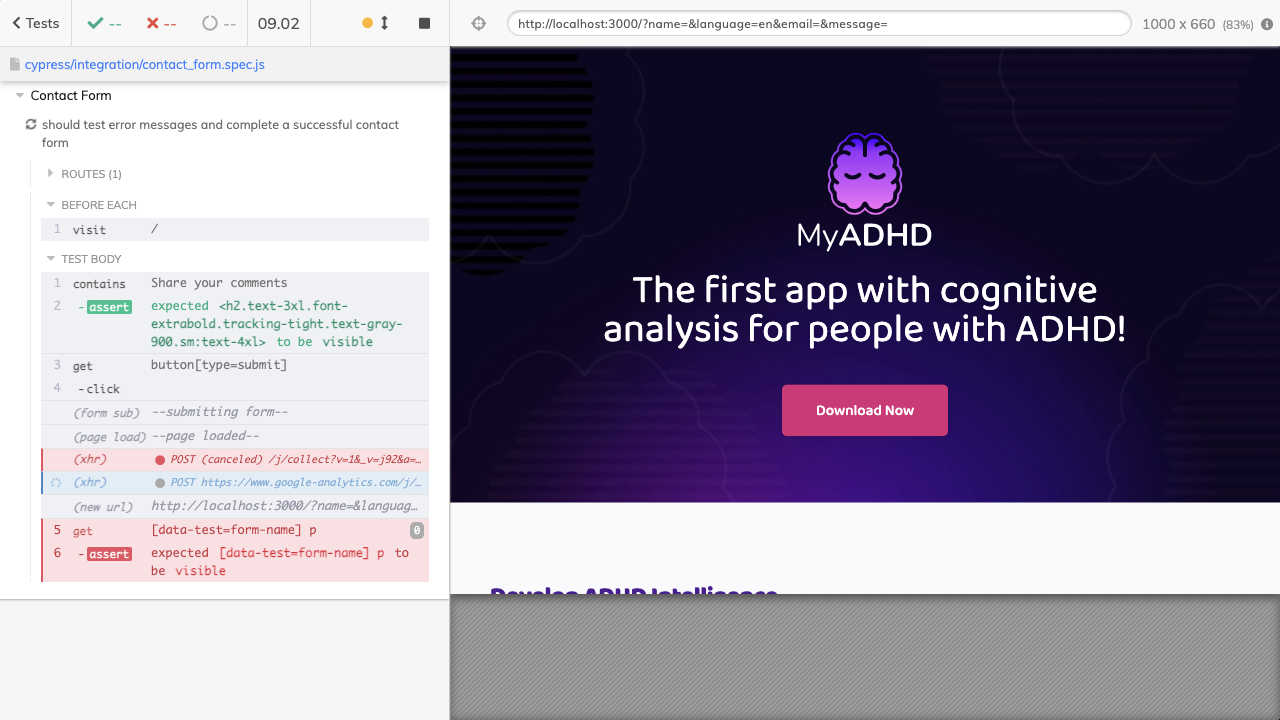 Tests
--
--
--
09.02
http://localhost:3000/?name=&language=en&email=&message=
1000 x 660 (83%)
cypress/integration/contact_form.spec.js
Contact Form
should test error messages and complete a successful contact
form
ROUTES (1)
BEFORE EACH
1 visit /
TEST BODY
1 contains Share your comments
2 -assert expected <h2.text-3xl.font-
extrabold.tracking-tight.text-gray-
900.sm:text-4xl> to be visible
3 get button[type=submit]
4 -click
(form sub) --submitting form--
(page load) --page loaded--
(xhr) POST (canceled) /j/collect?v=1&_v=j92&a=…
(xhr) POST https://www.google-analytics.com/j/…
(new url) http://localhost:3000/?name=&languag…
5 get [data-test=form-name] p 0
6 -assert expected [data-test=form-name] p to
be visible
MyADHD
The first app with cognitive
analysis for people with ADHD!
Download Now
Develop ADHD Intelligence